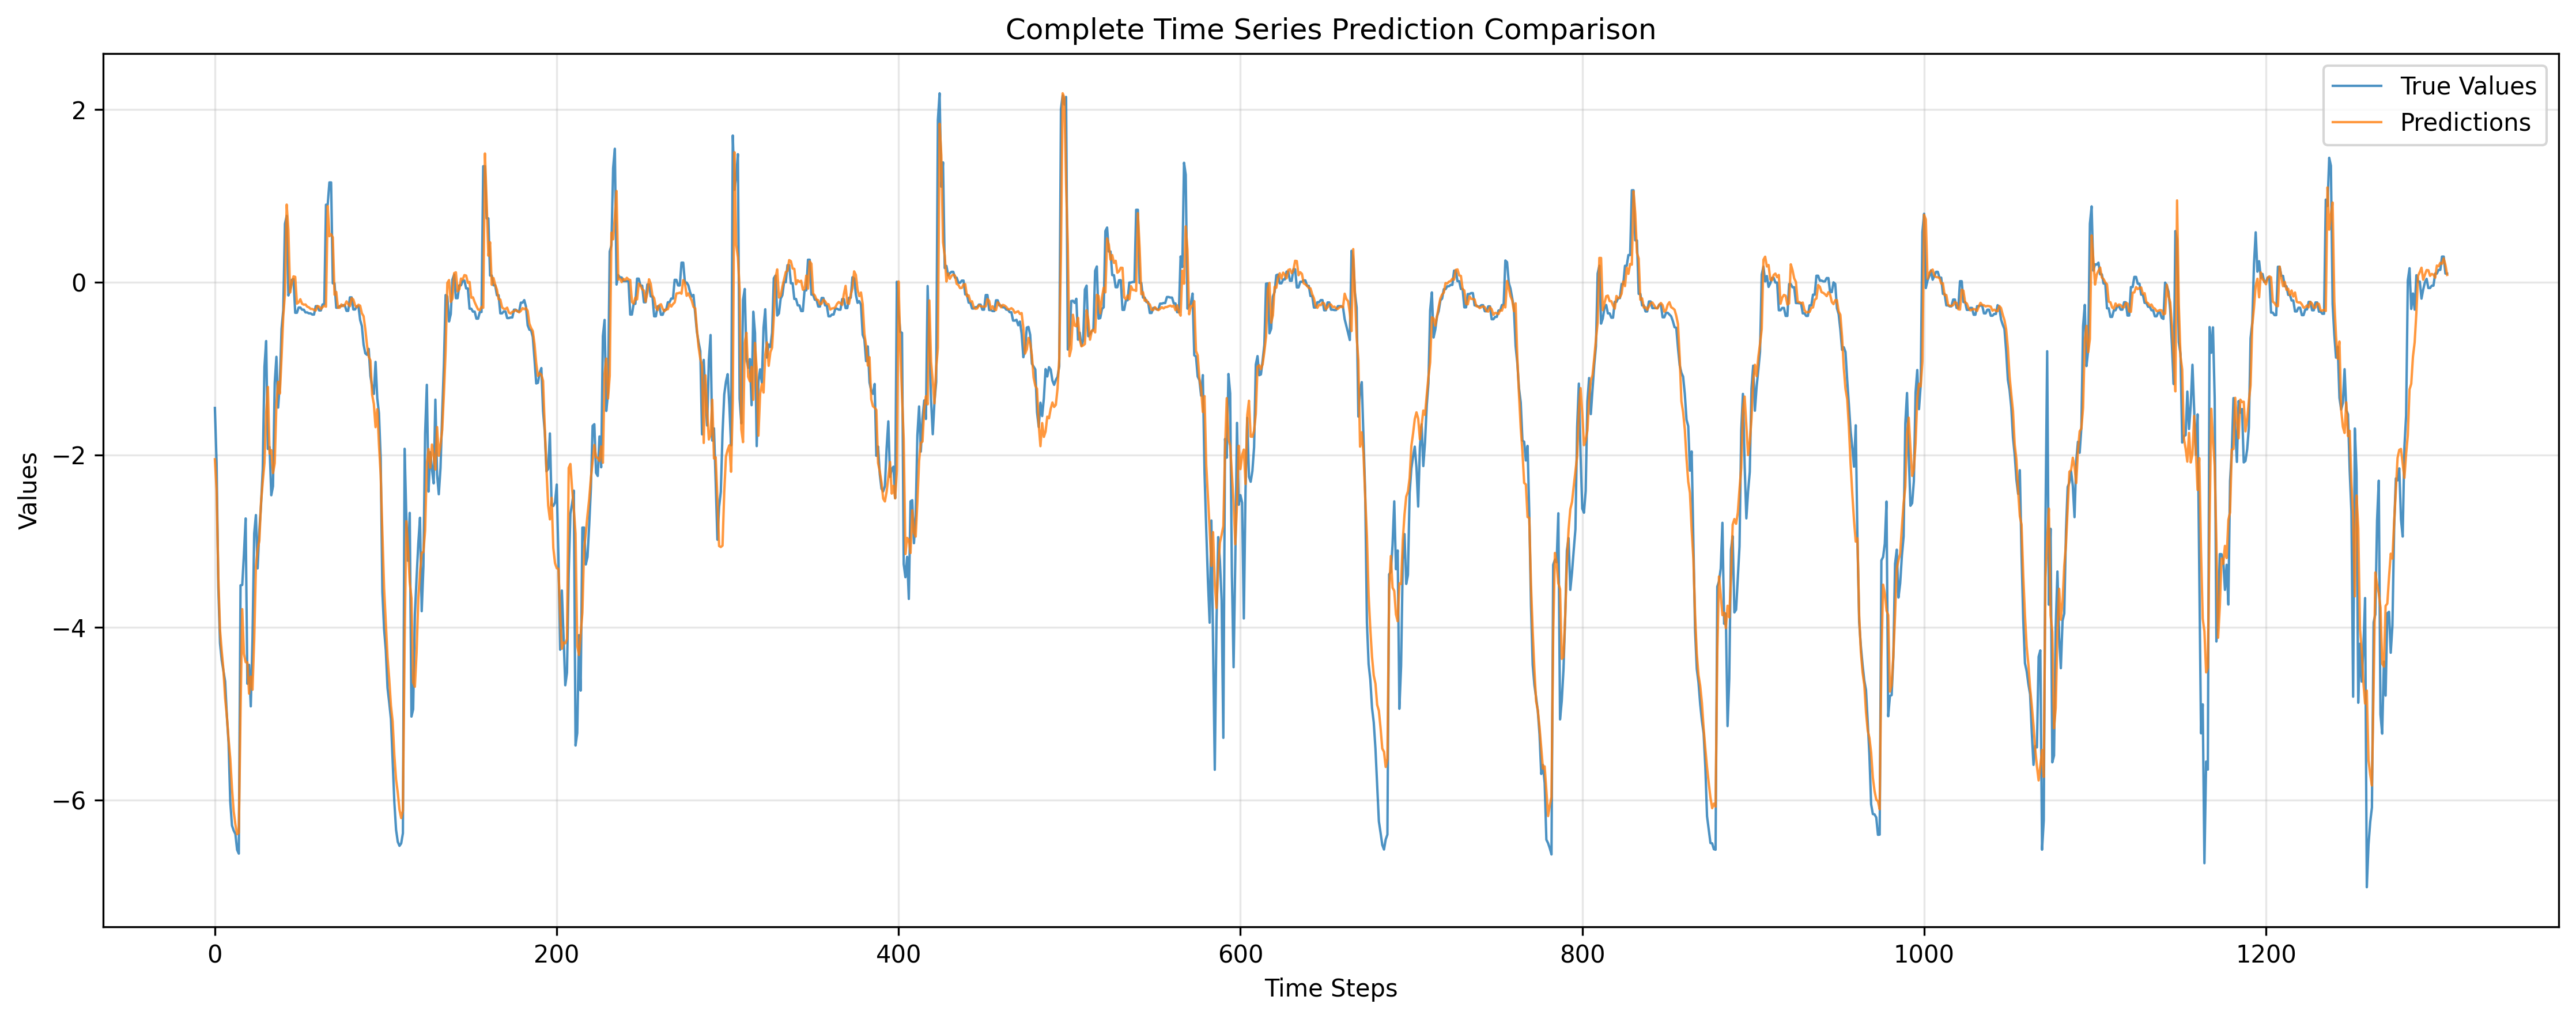 Complete Time Series Prediction Comparison
True Values
Predictions
Values
2
0
−2
−4
−6
0 200 400 600 800 1000 1200
Time Steps